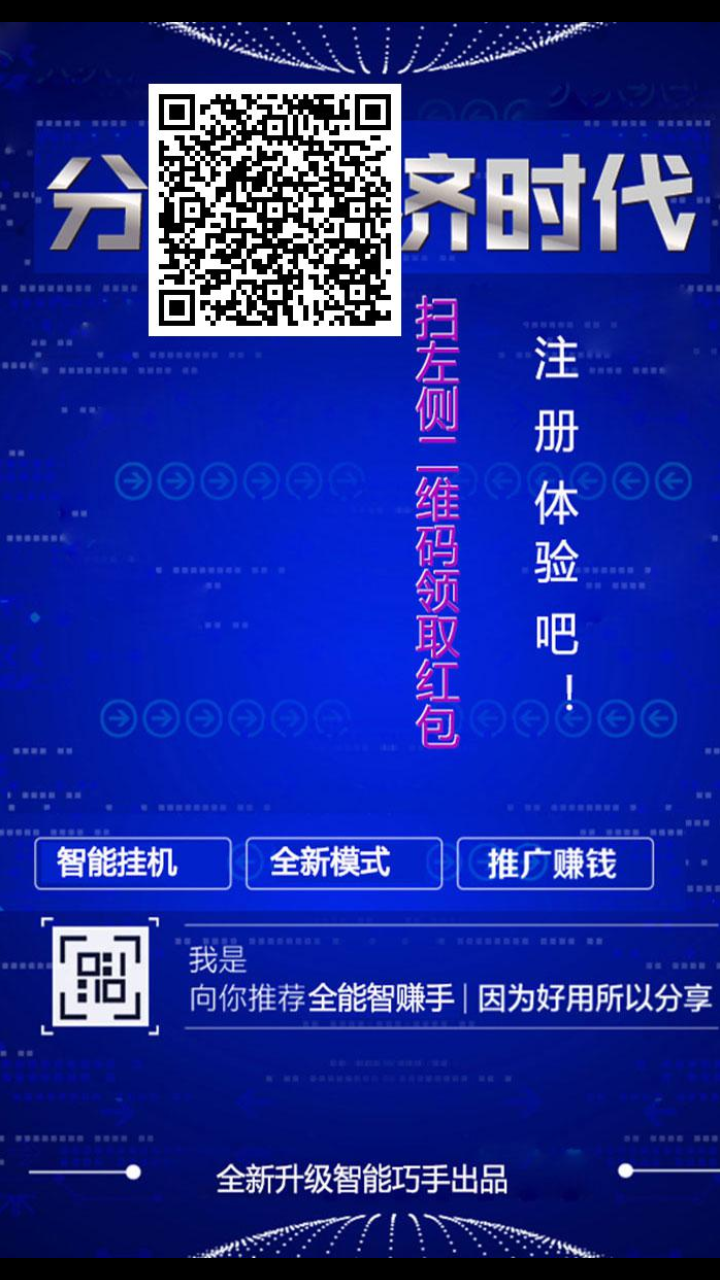 分 济时代
扫左侧二维码领取红包
注册体验吧！
智能挂机
全新模式
推广赚钱
我是
向你推荐全能智赚手|因为好用所以分享
全新升级智能巧手出品